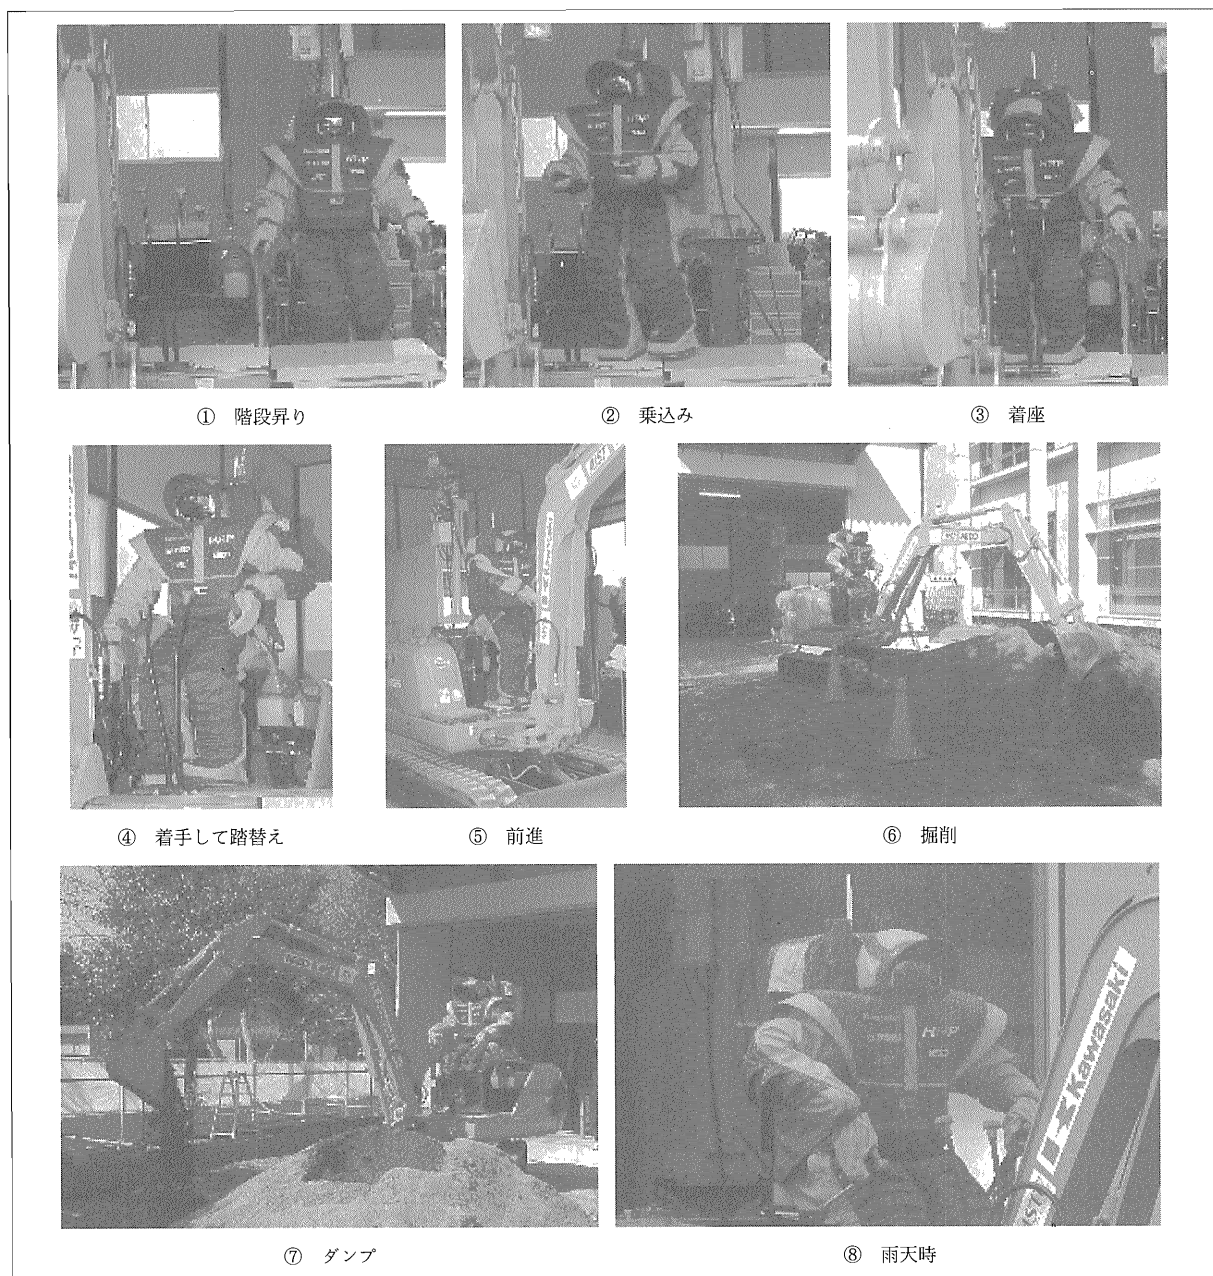 ① 階段昇り
② 乗込み
③ 着座
④ 着手して踏替え
⑤ 前進
⑥ 掘削
⑦ ダンプ
HRP
Kawasaki
⑧ 雨天時